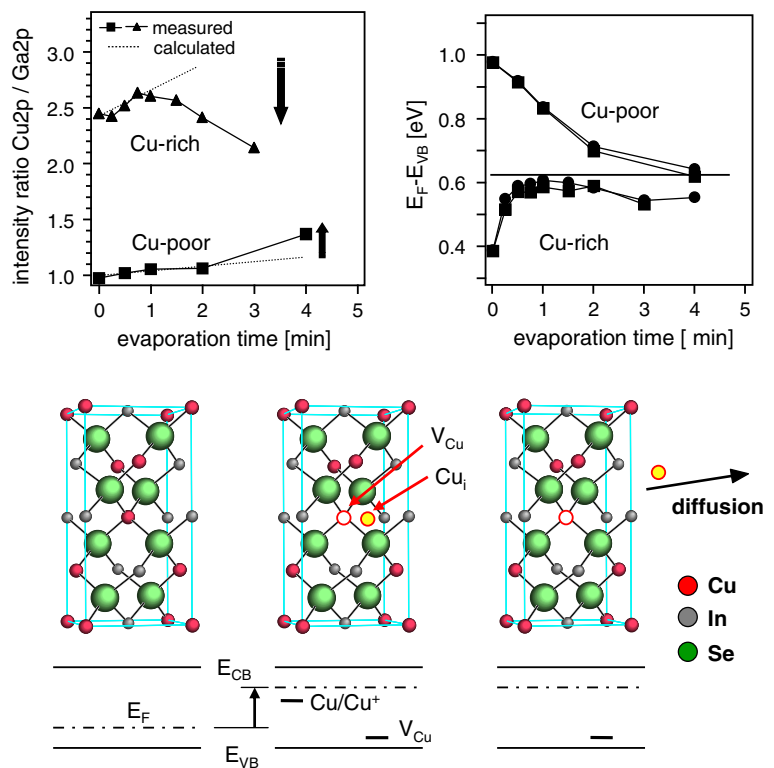 measured
calculated
intensity ratio Cu2p / Ga2p
3.0
2.5
2.0
1.5
1.0
Cu-rich
Cu-poor
0 1 2 3 4 5
evaporation time [min]
E_F-E_VB [eV]
1.0
0.8
0.6
0.4
Cu-poor
Cu-rich
0 1 2 3 4 5
evaporation time [ min]
V_Cu
Cu_i
diffusion
Cu
In
Se
E_CB
E_F
E_VB
Cu/Cu⁺
V_Cu